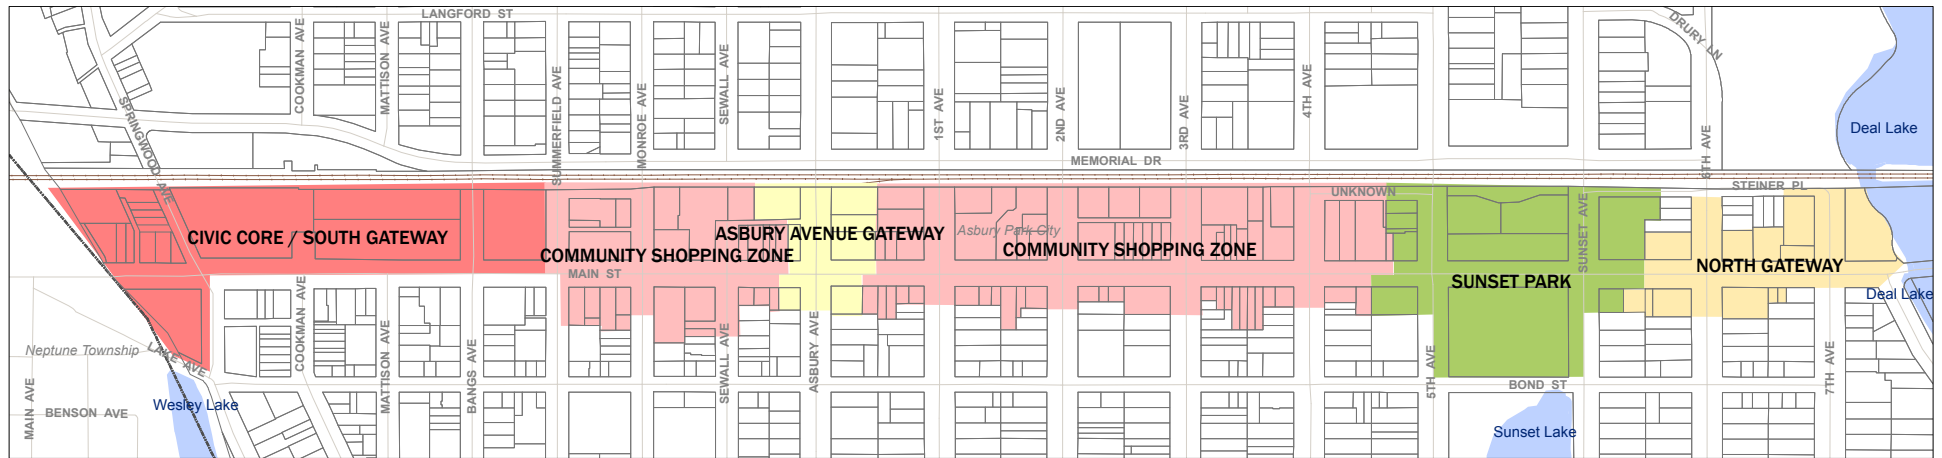 LANGFORD ST
DRURY LN
COOKMAN AVE
MATTISON AVE
SPRINGWOOD AVE
SUMMERFIELD AVE
MONROE AVE
SEWALL AVE
1ST AVE
2ND AVE
3RD AVE
4TH AVE
6TH AVE
Deal Lake
MEMORIAL DR
STEINER PL
UNKNOWN
SUNSET AVE
CIVIC CORE / SOUTH GATEWAY
ASBURY AVENUE GATEWAY
Asbury Park City
COMMUNITY SHOPPING ZONE
COMMUNITY SHOPPING ZONE
MAIN ST
SUNSET PARK
NORTH GATEWAY
Deal Lake
Neptune Township
LAKE AVE
COOKMAN AVE
MATTISON AVE
BANGS AVE
SEWALL AVE
ASBURY AVE
5TH AVE
7TH AVE
BOND ST
MAIN AVE
BENSON AVE
Wesley Lake
Sunset Lake